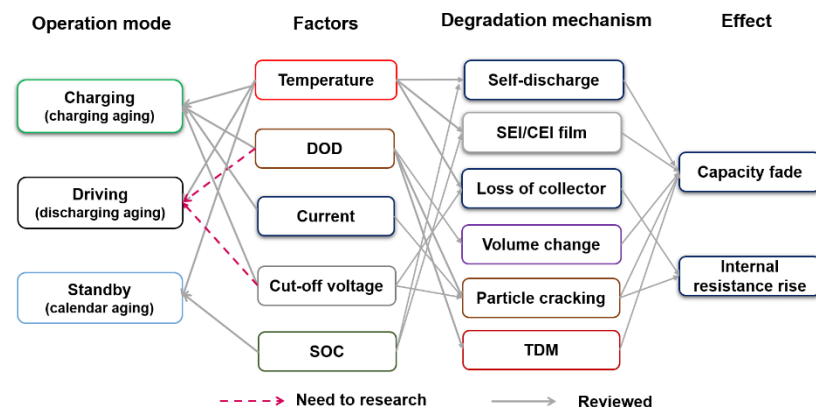 Operation mode
Factors
Degradation mechanism
Effect
Charging
(charging aging)
Driving
(discharging aging)
Standby
(calendar aging)
Temperature
DOD
Current
Cut-off voltage
SOC
Self-discharge
SEI/CEI film
Loss of collector
Volume change
Particle cracking
TDM
Capacity fade
Internal
resistance rise
Need to research
Reviewed